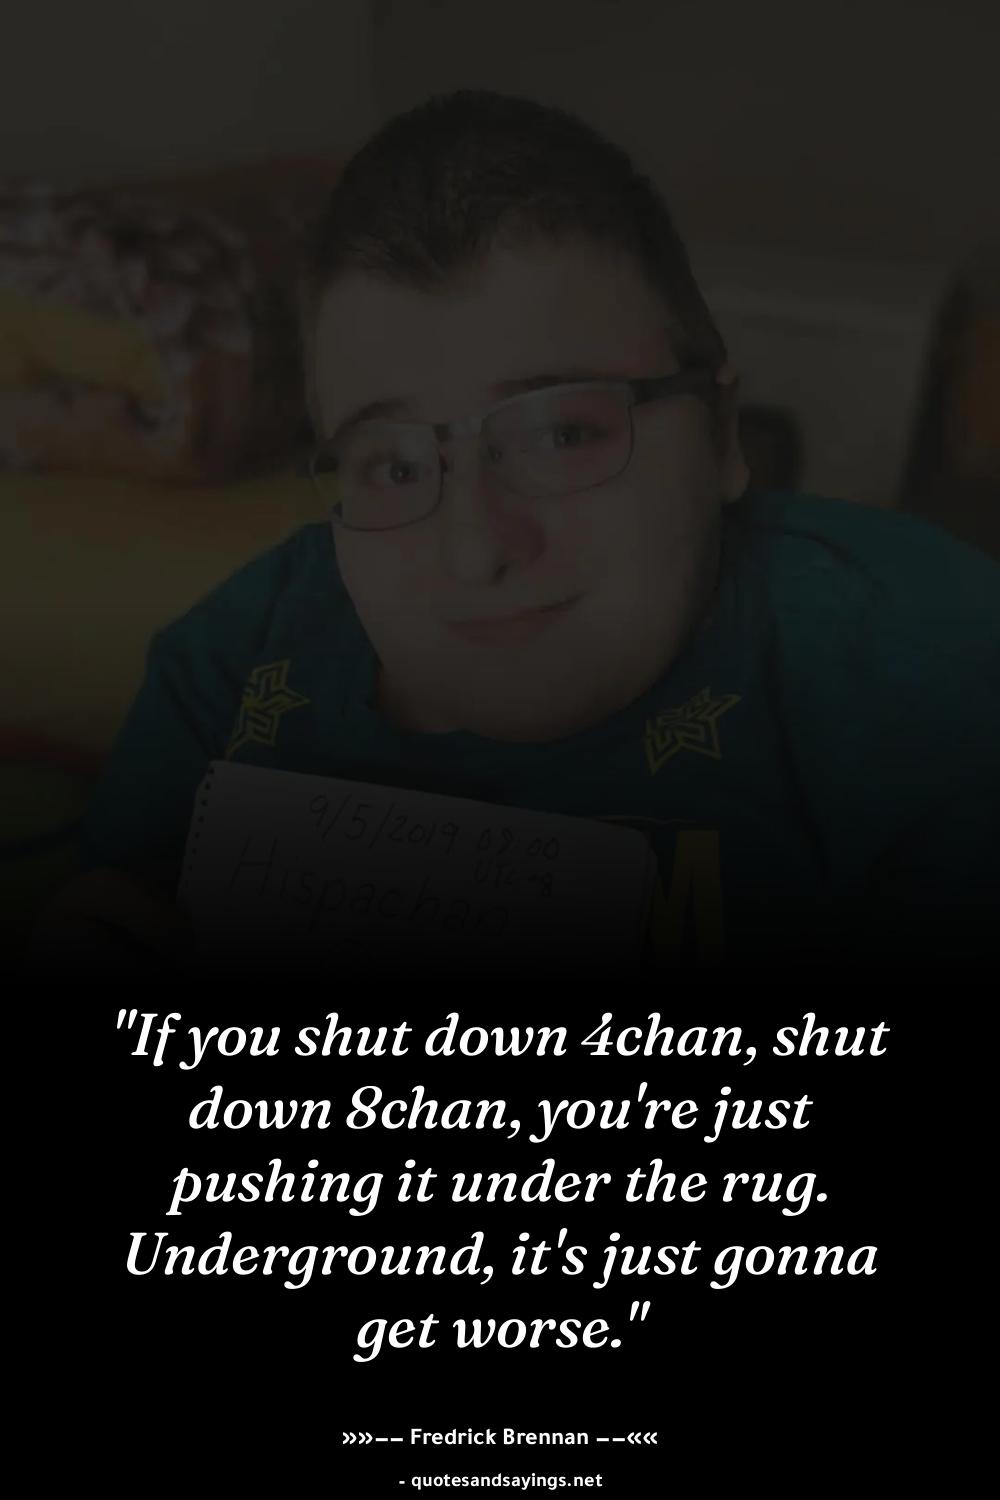 9/5/2019 09:00
UTC+8
Hispachan
M
"If you shut down 4chan, shut
down 8chan, you're just
pushing it under the rug.
Underground, it's just gonna
get worse."
»»−− Fredrick Brennan −−««
- quotesandsayings.net